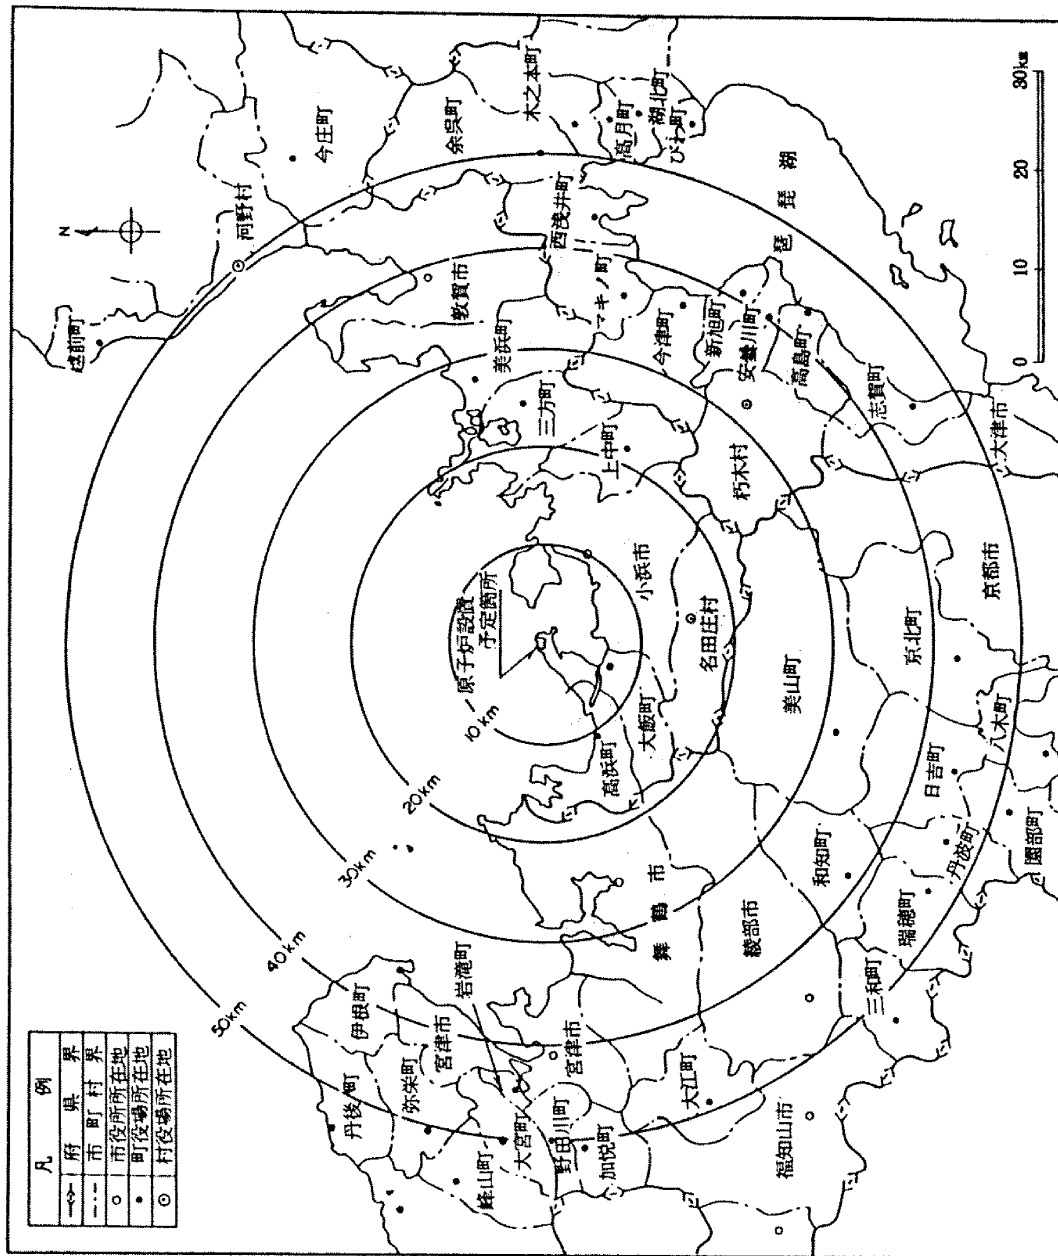 凡例
府県界
市町村界
市役所所在地
町役場所在地
村役場所在地
N
越前町
河野村
今庄町
余呉町
木之本町
高月町
湖北町
びわ町
西浅井町
敦賀市
美浜町
三方町
マキノ町
今津町
新旭町
安曇川町
高島町
志賀町
大津市
琵琶湖
上中町
朽木村
小浜市
名田庄村
原子炉設置
予定箇所
大飯町
高浜町
美山町
京北町
京都市
八木町
日吉町
園部町
丹波町
瑞穂町
和知町
三和町
綾部市
舞鶴市
岩滝町
伊根町
宮津市
宮津市
丹後町
弥栄町
峰山町
大宮町
野田川町
加悦町
大江町
福知山市
10km
20km
30km
40km
50km
0 10 20 30km